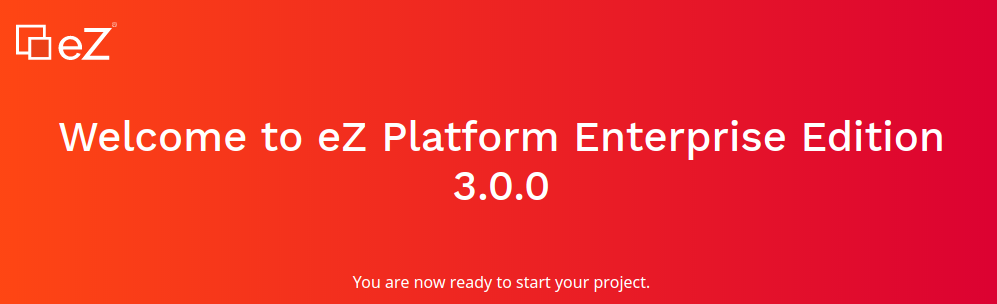 eZ®
Welcome to eZ Platform Enterprise Edition
3.0.0
You are now ready to start your project.